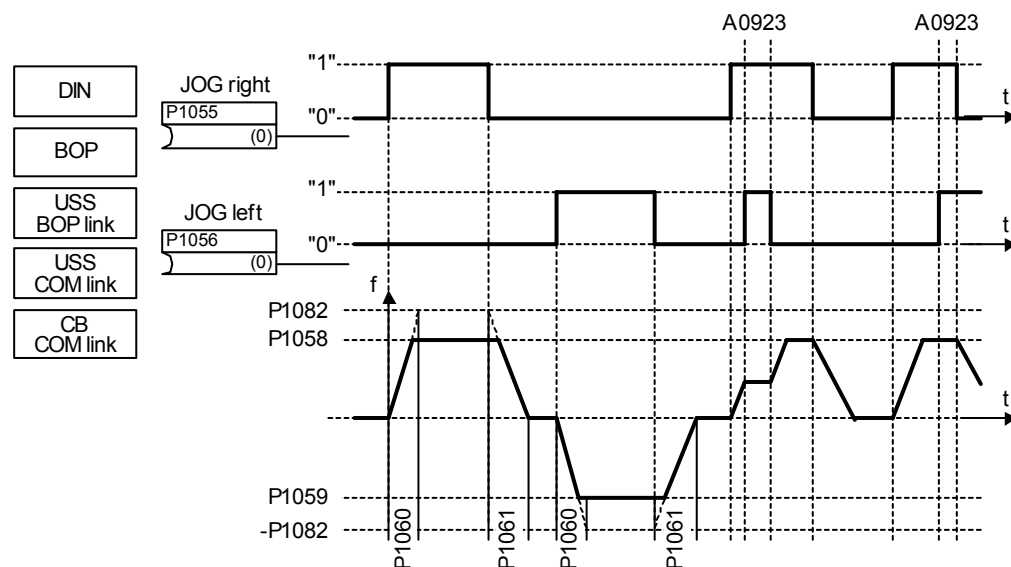 A0923
A0923
DIN
BOP
USS
BOP link
USS
COM link
CB
COM link
JOG right
P1055
(0)
"1"
"0"
t
JOG left
P1056
(0)
"1"
"0"
t
f
P1082
P1058
t
P1059
-P1082
P1060
P1061
P1060
P1061